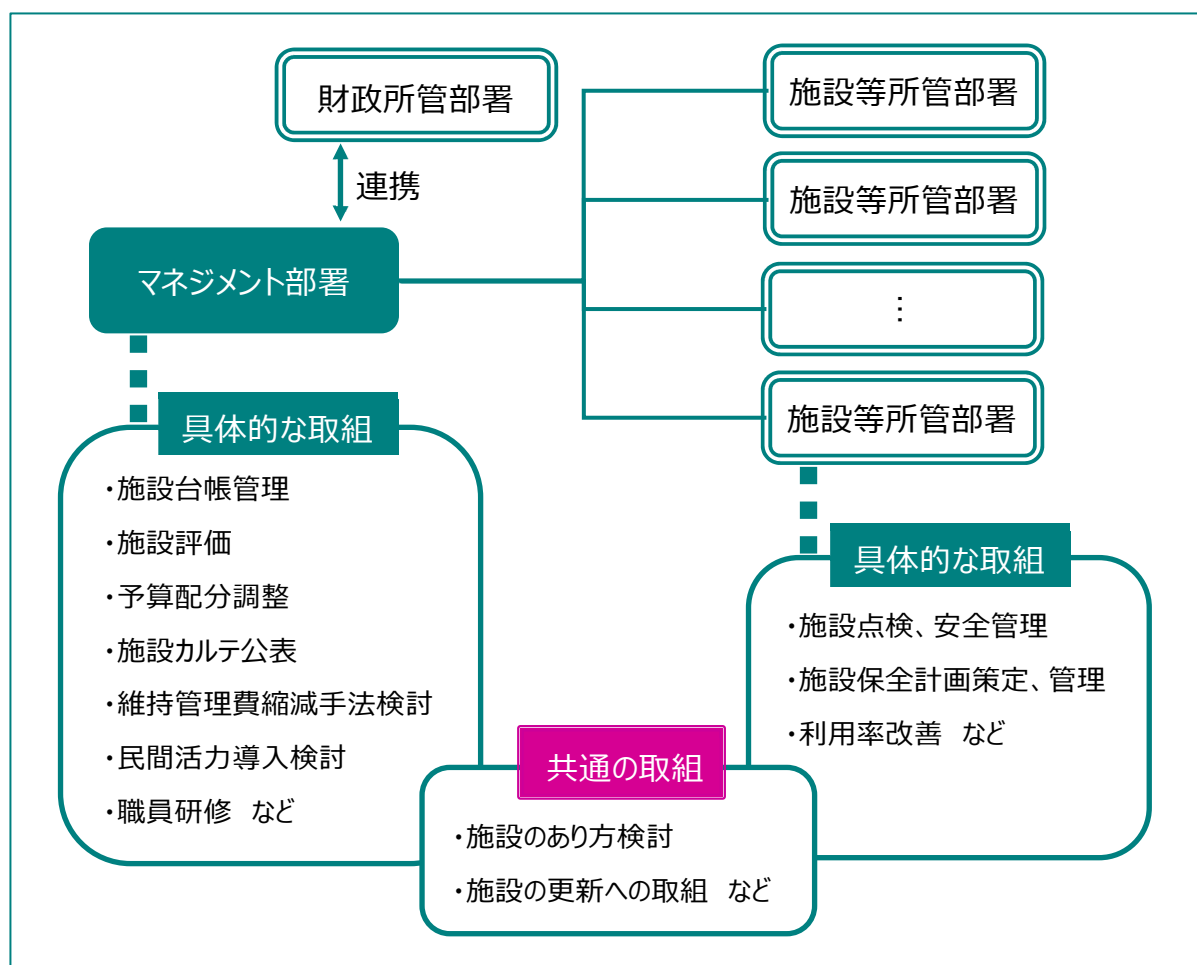 財政所管部署
連携
マネジメント部署
施設等所管部署
施設等所管部署
⋮
施設等所管部署
具体的な取組
・施設台帳管理
・施設評価
・予算配分調整
・施設カルテ公表
・維持管理費縮減手法検討
・民間活力導入検討
・職員研修　など
具体的な取組
・施設点検、安全管理
・施設保全計画策定、管理
・利用率改善　など
共通の取組
・施設のあり方検討
・施設の更新への取組　など